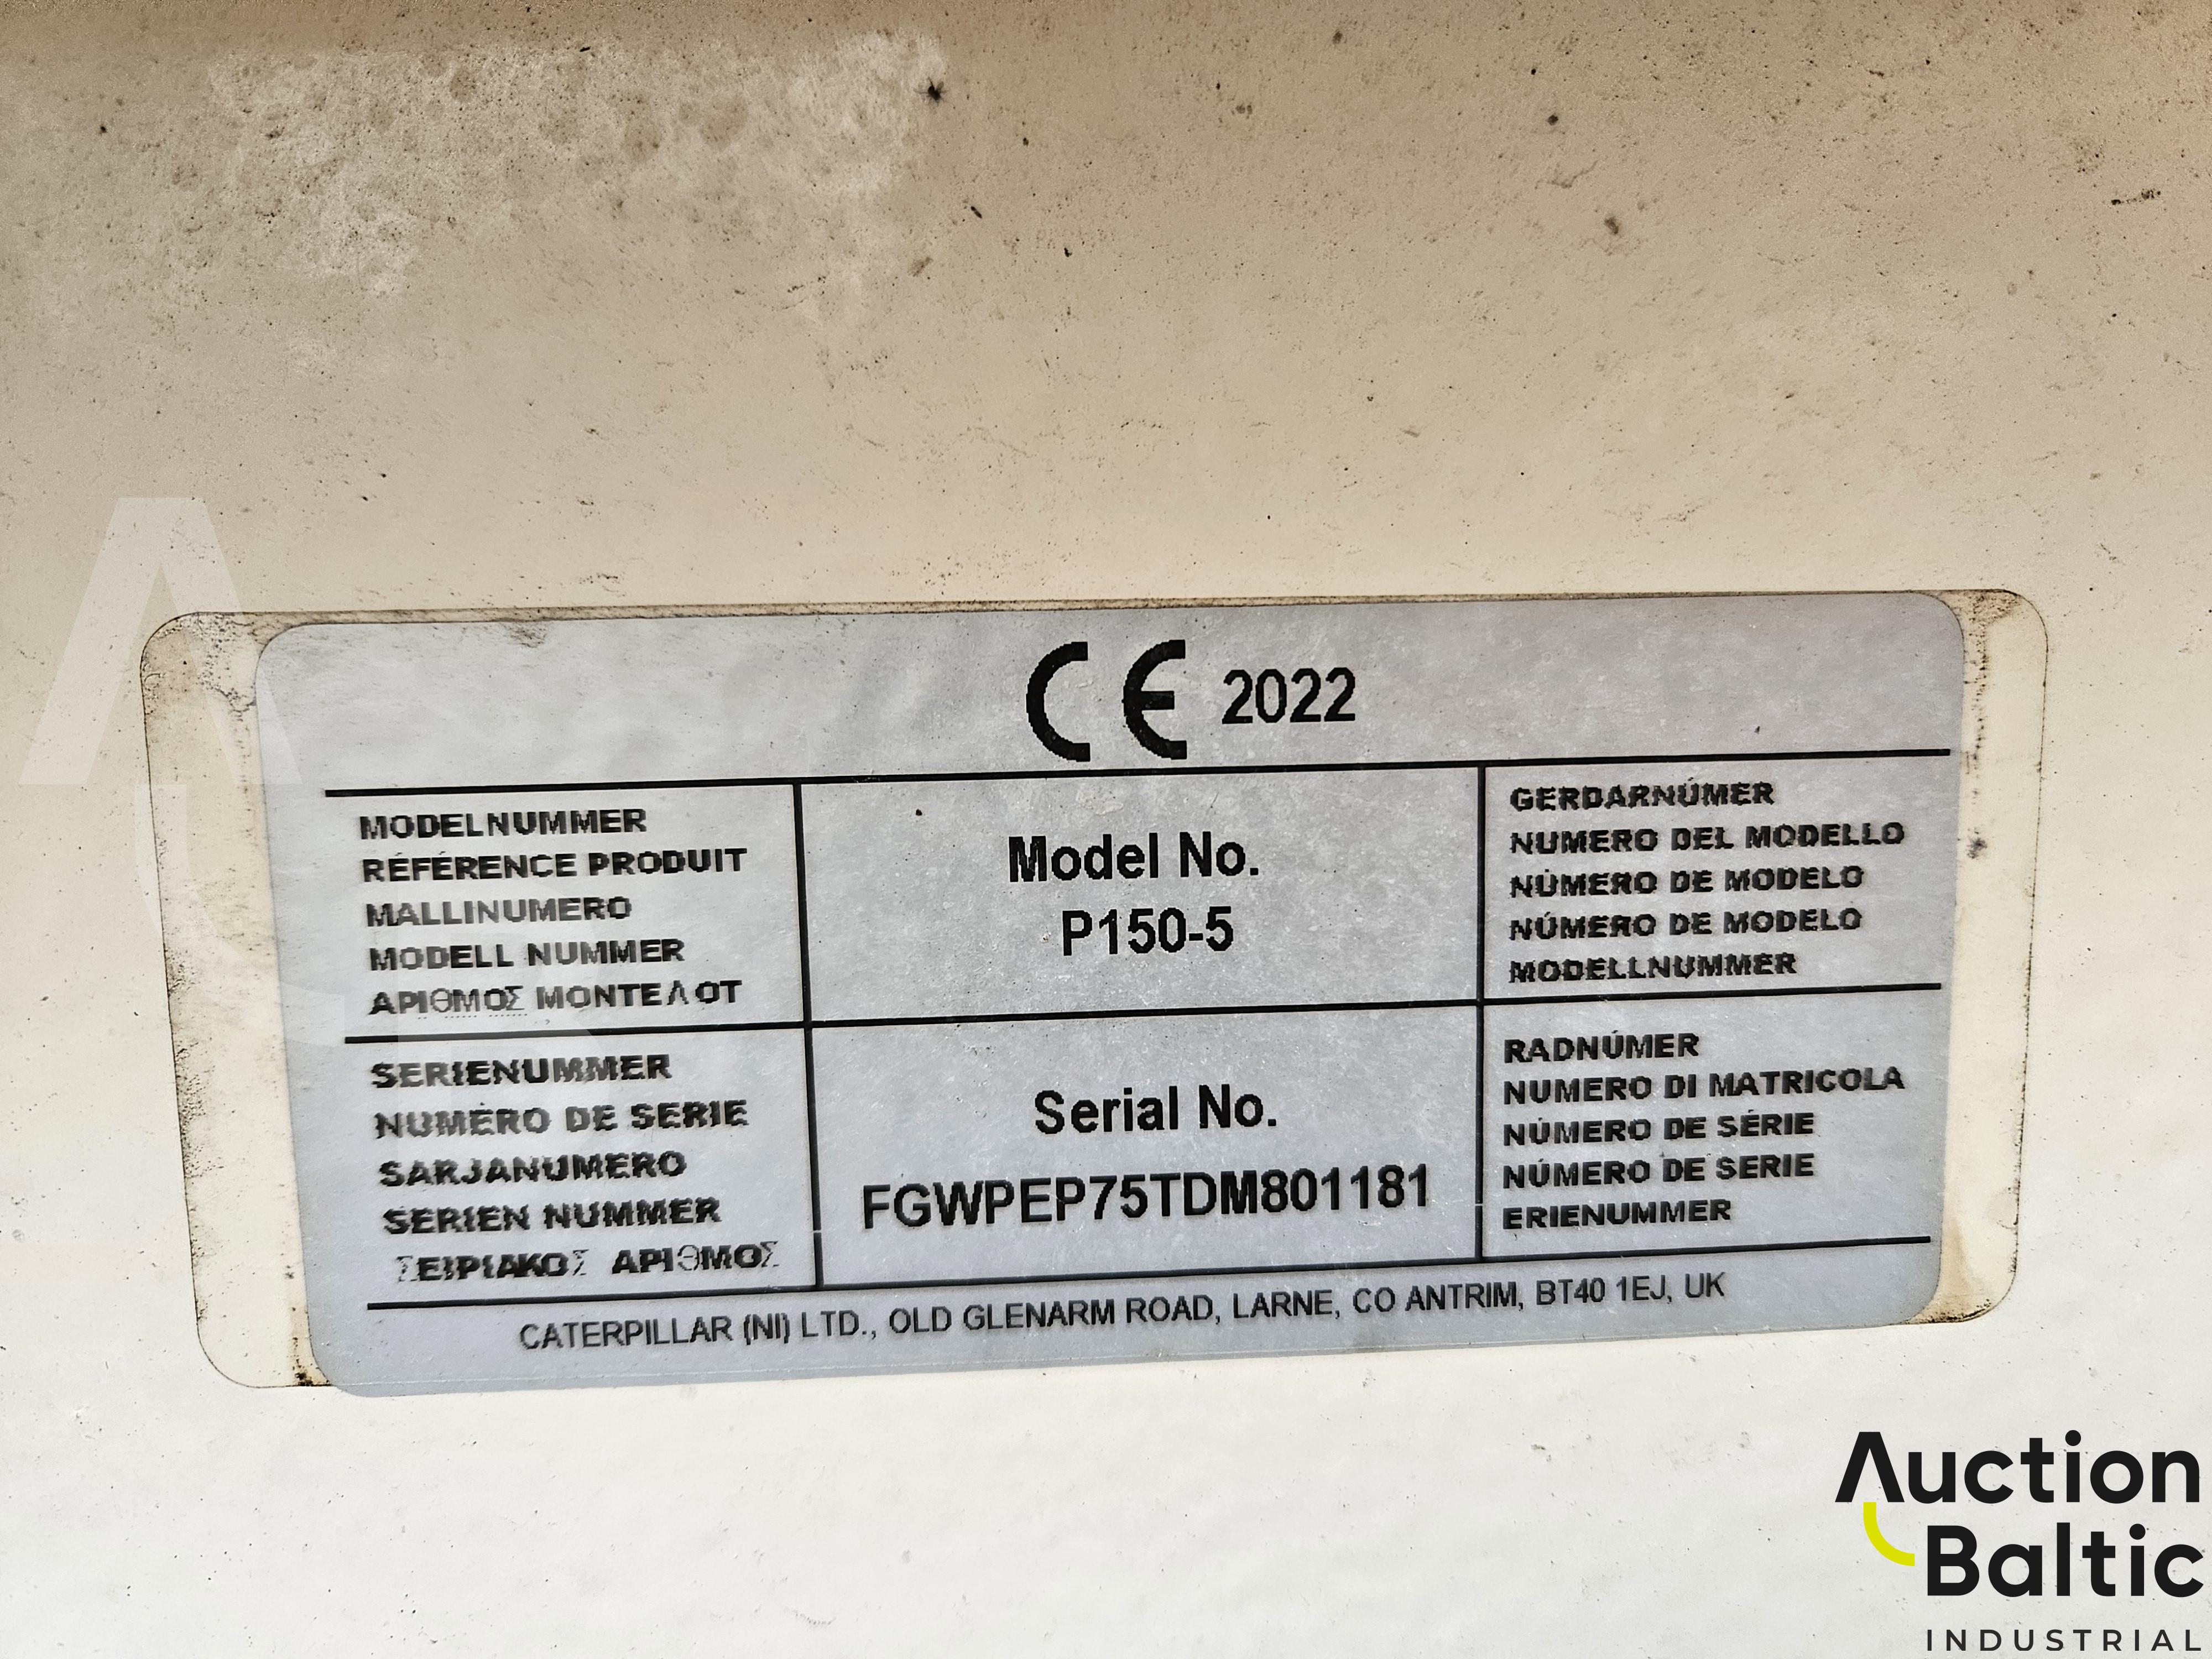 CE 2022
MODELNUMMER
RÉFÉRENCE PRODUIT
MALLINUMERO
MODELL NUMMER
ΑΡΙΘΜΟΣ ΜΟΝΤΕΛΟΤ
Model No.
P150-5
GERDARNÚMER
NUMERO DEL MODELLO
NÚMERO DE MODELO
NÚMERO DE MODELO
MODELLNUMMER
SERIENUMMER
NUMÉRO DE SERIE
SARJANUMERO
SERIEN NUMMER
ΣΕΙΡΙΑΚΟΣ ΑΡΙΘΜΟΣ
Serial No.
FGWPEP75TDM801181
RADNÚMER
NUMERO DI MATRICOLA
NÚMERO DE SÉRIE
NÚMERO DE SERIE
ERIENUMMER
CATERPILLAR (NI) LTD., OLD GLENARM ROAD, LARNE, CO ANTRIM, BT40 1EJ, UK
Auction
Baltic
INDUSTRIAL